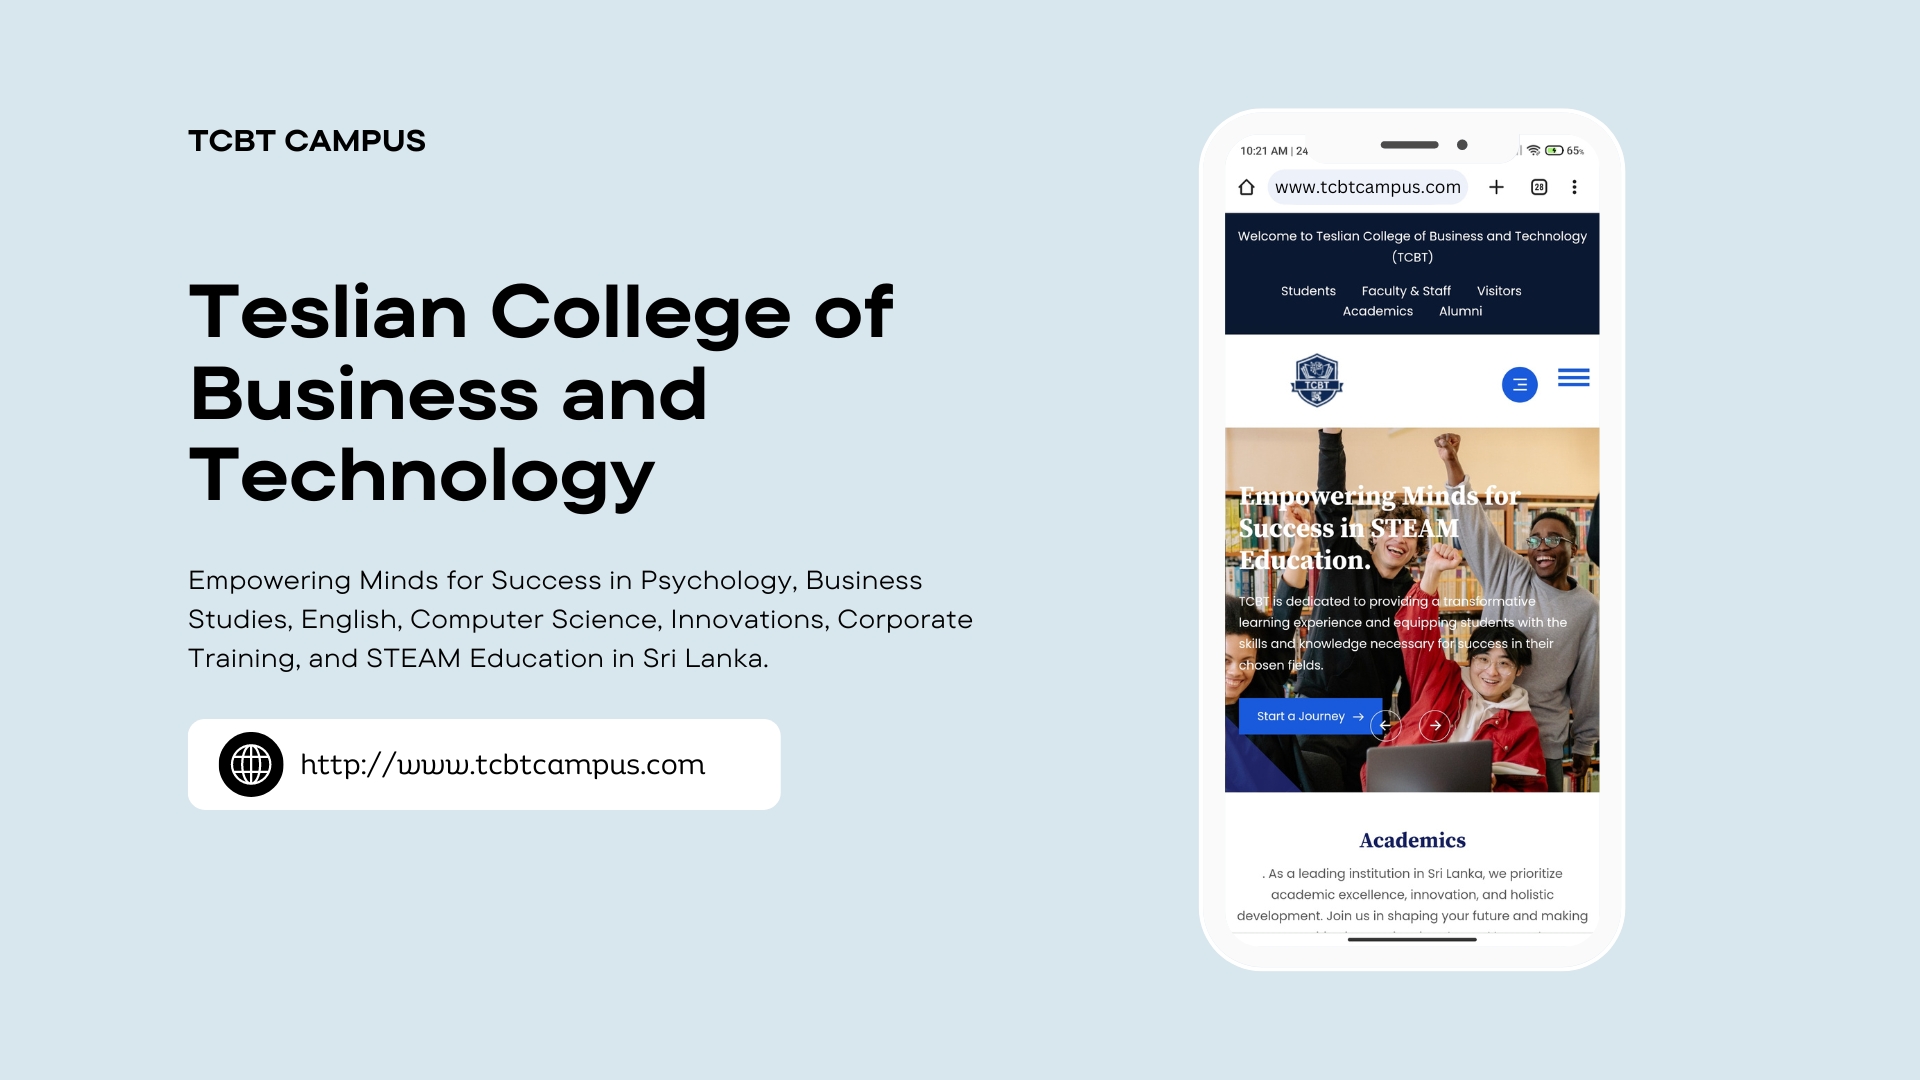 TCBT CAMPUS
Teslian College of
Business and
Technology
Empowering Minds for Success in Psychology, Business
Studies, English, Computer Science, Innovations, Corporate
Training, and STEAM Education in Sri Lanka.
http://www.tcbtcampus.com
10:21 AM | 24
65%
www.tcbtcampus.com
28
Welcome to Teslian College of Business and Technology
(TCBT)
Students Faculty & Staff Visitors
Academics Alumni
TCBT
Empowering Minds for
Success in STEAM
Education.
TCBT is dedicated to providing a transformative
learning experience and equipping students with the
skills and knowledge necessary for success in their
chosen fields.
Start a Journey →
Academics
. As a leading institution in Sri Lanka, we prioritize
academic excellence, innovation, and holistic
development. Join us in shaping your future and making